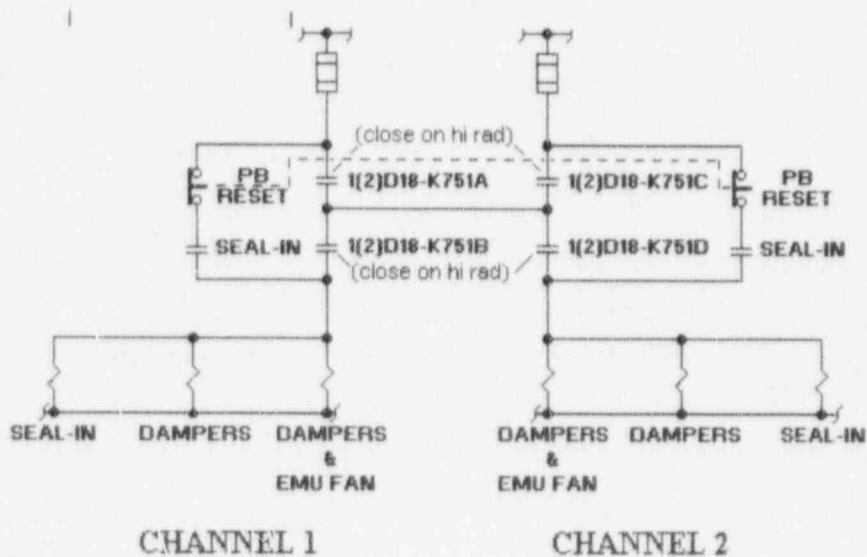 (close on hi rad)
PB
RESET
1(2)D18-K751A
1(2)D18-K751C
PB
RESET
SEAL-IN
1(2)D18-K751B
(close on hi rad)
1(2)D18-K751D
SEAL-IN
SEAL-IN
DAMPERS
DAMPERS
&
EMU FAN
DAMPERS
&
EMU FAN
DAMPERS
SEAL-IN
CHANNEL 1
CHANNEL 2